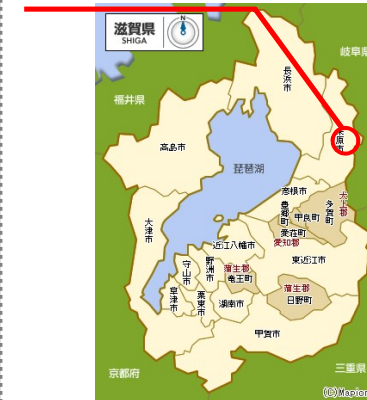 滋賀県
SHIGA
N
岐阜県
長浜市
福井県
米原市
高島市
琵琶湖
彦根市
犬上郡
多賀町
豊郷町
甲良町
愛荘町
愛知郡
大津市
近江八幡市
東近江市
野洲市
守山市
蒲生郡
竜王町
蒲生郡
日野町
草津市
栗東市
湖南市
甲賀市
京都府
三重県
(C)Mapion